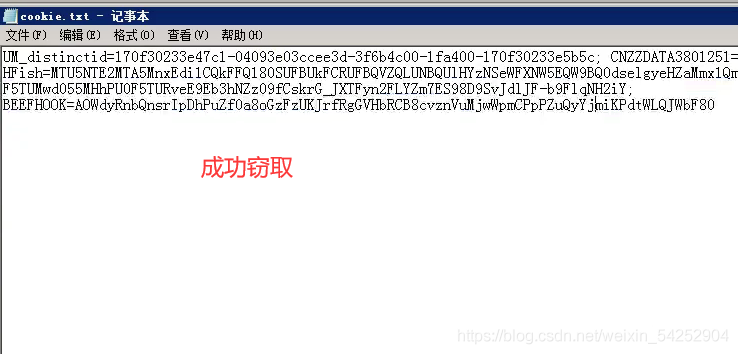 cookie.txt - 记事本
文件(F) 编辑(E) 格式(O) 查看(V) 帮助(H)
UM_distinctid=170f30233e47c1-04093e03ccee3d-3f6b4c00-1fa400-170f30233e5b5c; CNZZDATA3801251=
HFish=MTU5NTE2MTA5MnxEdi1CQkFFQ180SUFBUkFCRUFBQVZQLUNBQUlHYzNSeWFXNW5EQW9BQ0dselgyeHZaMmx1Qm
F5TUMwd055MHhPU0F5TURveE9Eb3hNZz09fCskrG_JXTFyn2FLYZm7ES98D9SvJdlJF-b9FlqNH2iY;
BEEFHOOK=AOWdyRnbQnsrIpDhPuZf0a8oGzFzUKJrfRgGVHbRCB8cvznVuMjwWpmCPpPZuQyYjmiKPdtWLQJWbF80
成功窃取
https://blog.csdn.net/weixin_54252904